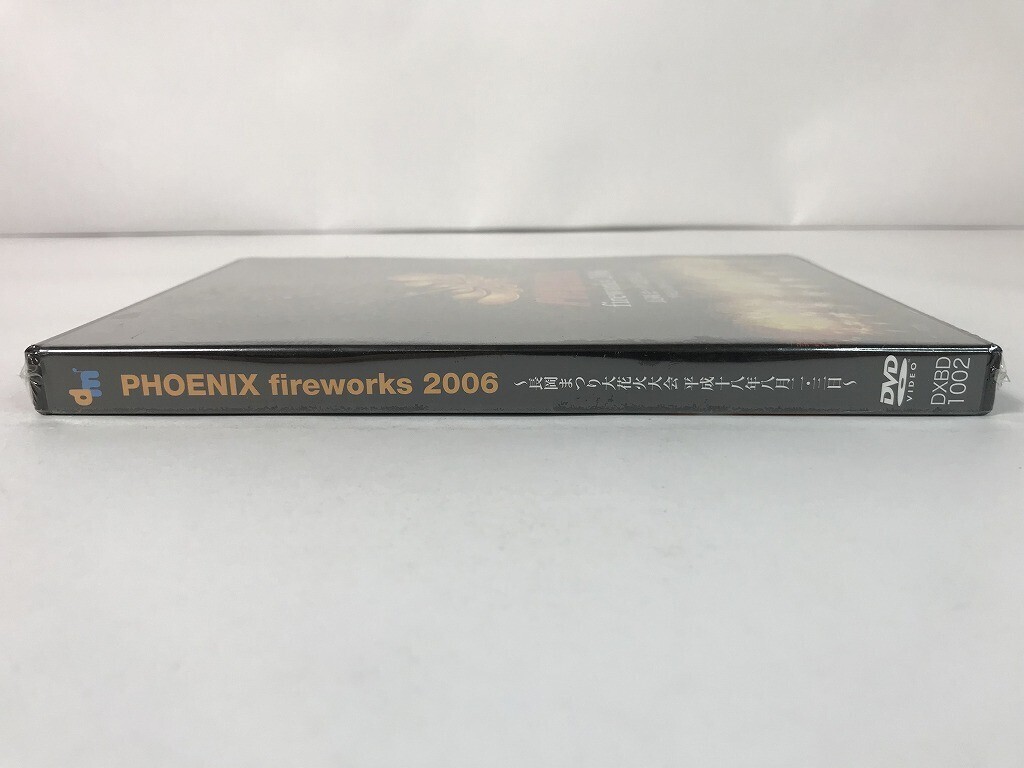 dm
PHOENIX fireworks 2006
～長岡まつり大花火大会 平成十八年八月二・三日～
DVD
VIDEO
DXBD
1002